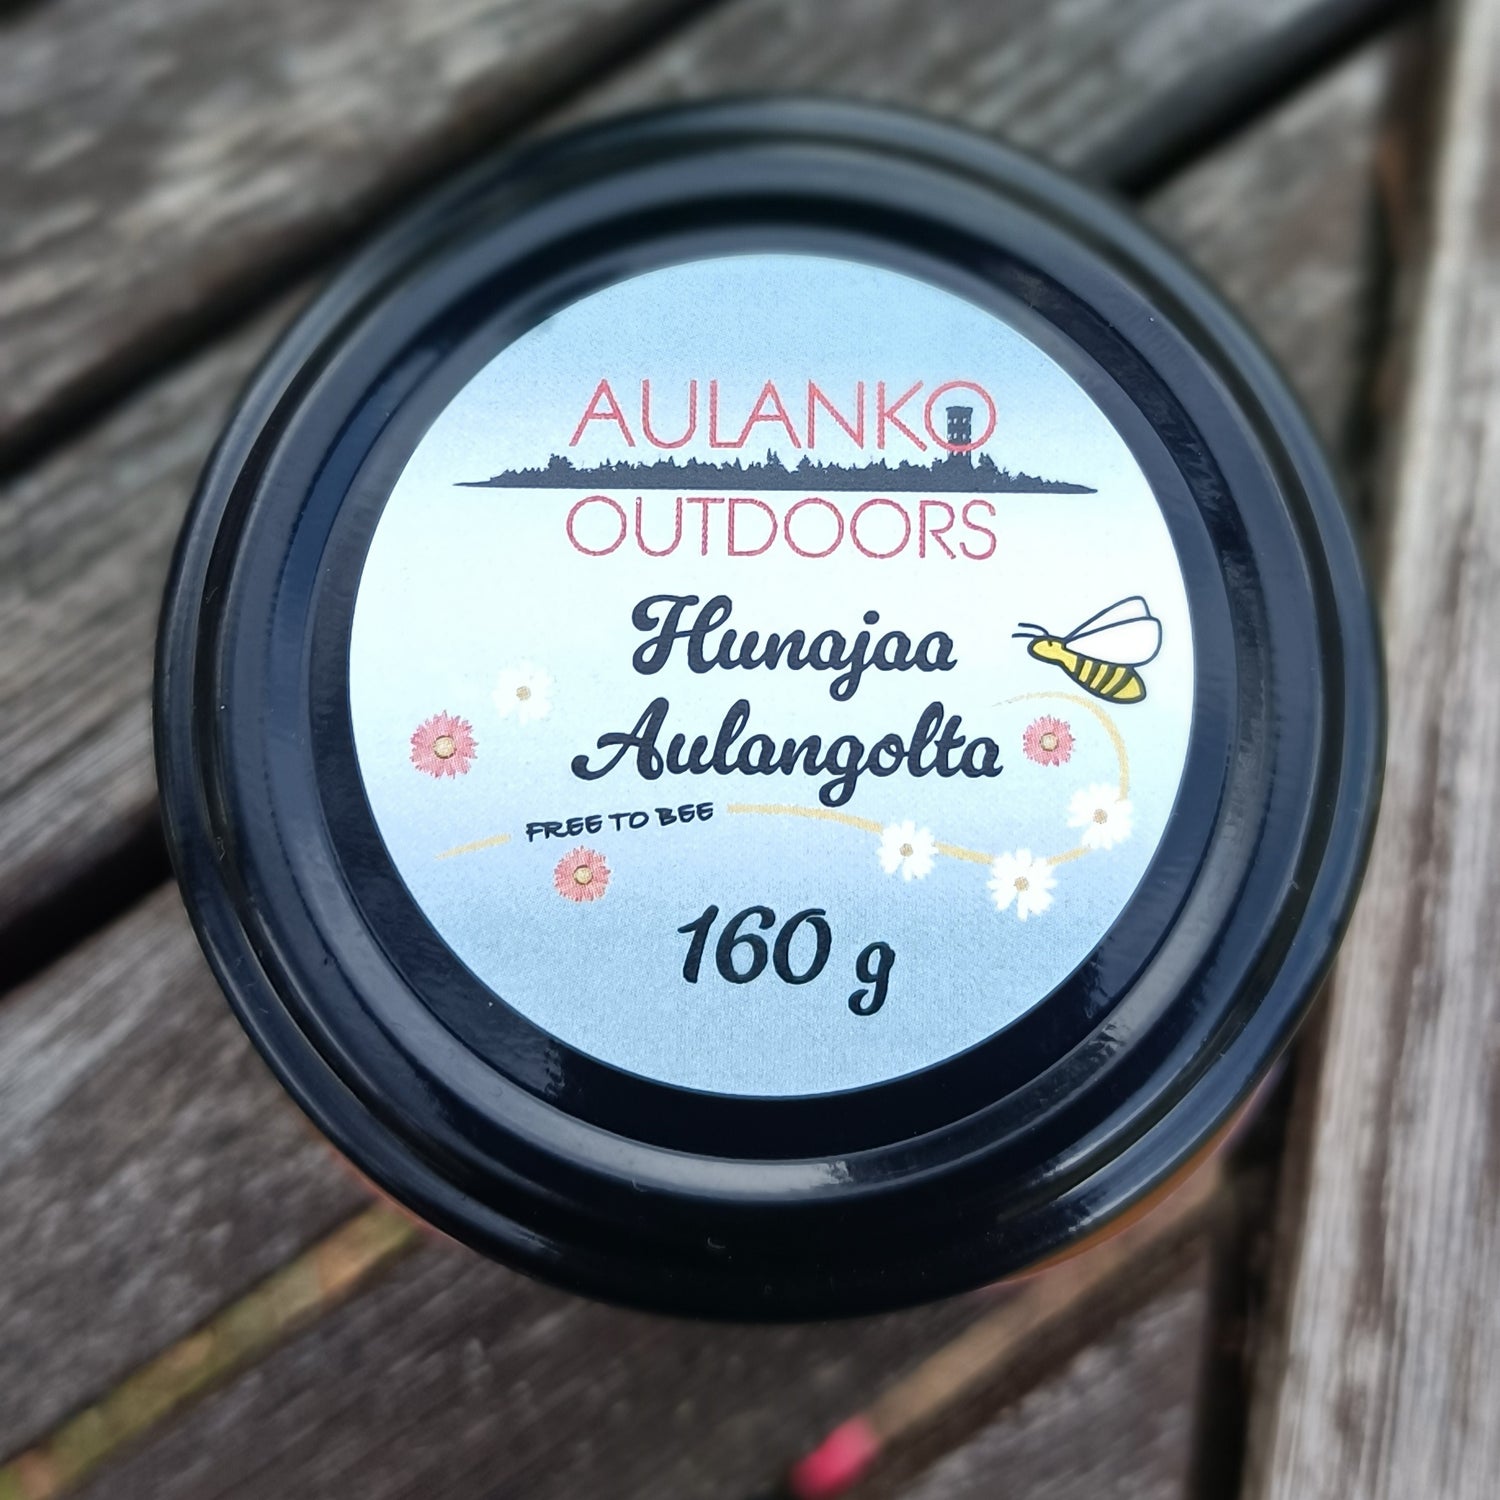 AULANKO
OUTDOORS
Hunajaa
Aulangolta
FREE TO BEE
160 g